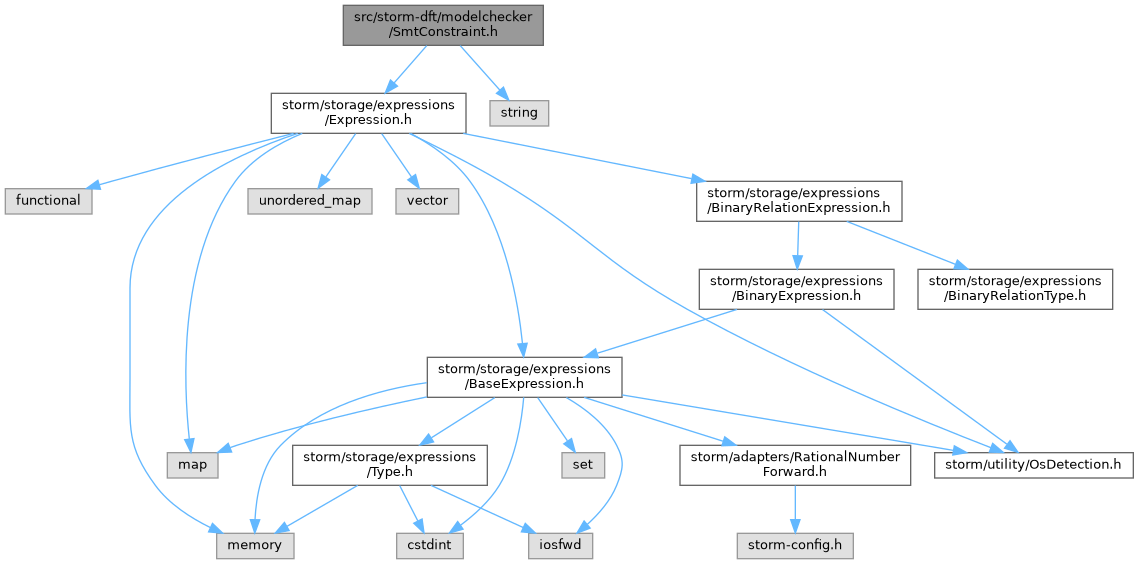 src/storm-dft/modelchecker
/SmtConstraint.h
storm/storage/expressions
/Expression.h
string
functional
unordered_map
vector
storm/storage/expressions
/BinaryRelationExpression.h
storm/storage/expressions
/BinaryExpression.h
storm/storage/expressions
/BinaryRelationType.h
storm/storage/expressions
/BaseExpression.h
map
storm/storage/expressions
/Type.h
set
storm/adapters/RationalNumber
Forward.h
storm/utility/OsDetection.h
memory
cstdint
iosfwd
storm-config.h